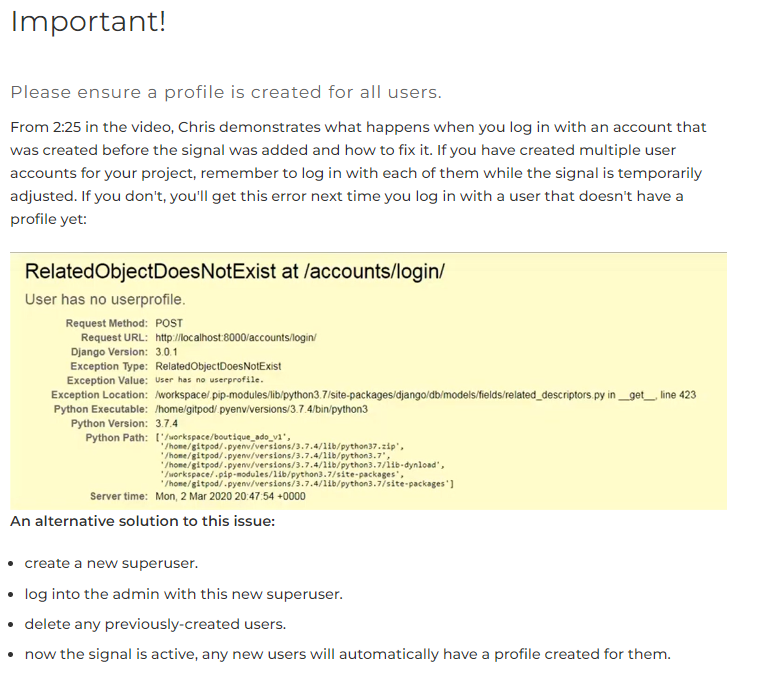 Important!
Please ensure a profile is created for all users.
From 2:25 in the video, Chris demonstrates what happens when you log in with an account that
was created before the signal was added and how to fix it. If you have created multiple user
accounts for your project, remember to log in with each of them while the signal is temporarily
adjusted. If you don't, you'll get this error next time you log in with a user that doesn't have a
profile yet:
RelatedObjectDoesNotExist at /accounts/login/
User has no userprofile.
Request Method: POST
Request URL: http://localhost:8000/accounts/login/
Django Version: 3.0.1
Exception Type: RelatedObjectDoesNotExist
Exception Value: User has no userprofile.
Exception Location: /workspace/.pip-modules/lib/python3.7/site-packages/django/db/models/fields/related_descriptors.py in __get__, line 423
Python Executable: /home/gitpod/.pyenv/versions/3.7.4/bin/python3
Python Version: 3.7.4
Python Path: ['/workspace/boutique_ado_v1',
'/home/gitpod/.pyenv/versions/3.7.4/lib/python37.zip',
'/home/gitpod/.pyenv/versions/3.7.4/lib/python3.7',
'/home/gitpod/.pyenv/versions/3.7.4/lib/python3.7/lib-dynload',
'/workspace/.pip-modules/lib/python3.7/site-packages',
'/home/gitpod/.pyenv/versions/3.7.4/lib/python3.7/site-packages']
Server time: Mon, 2 Mar 2020 20:47:54 +0000
An alternative solution to this issue:
• create a new superuser.
• log into the admin with this new superuser.
• delete any previously-created users.
• now the signal is active, any new users will automatically have a profile created for them.